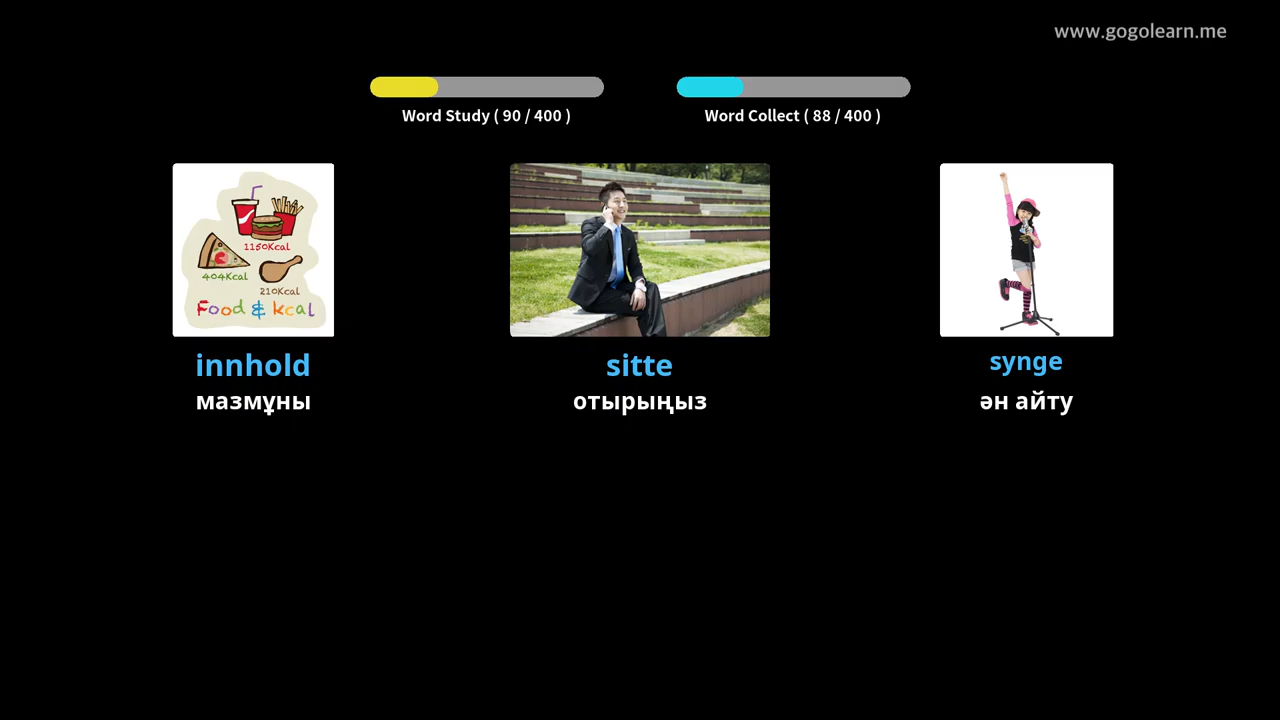 www.gogolearn.me
Word Study ( 90 / 400 )
Word Collect ( 88 / 400 )
1150Kcal
404Kcal
210Kcal
Food & kcal
innhold
sitte
synge
мазмұны
отырыңыз
ән айту